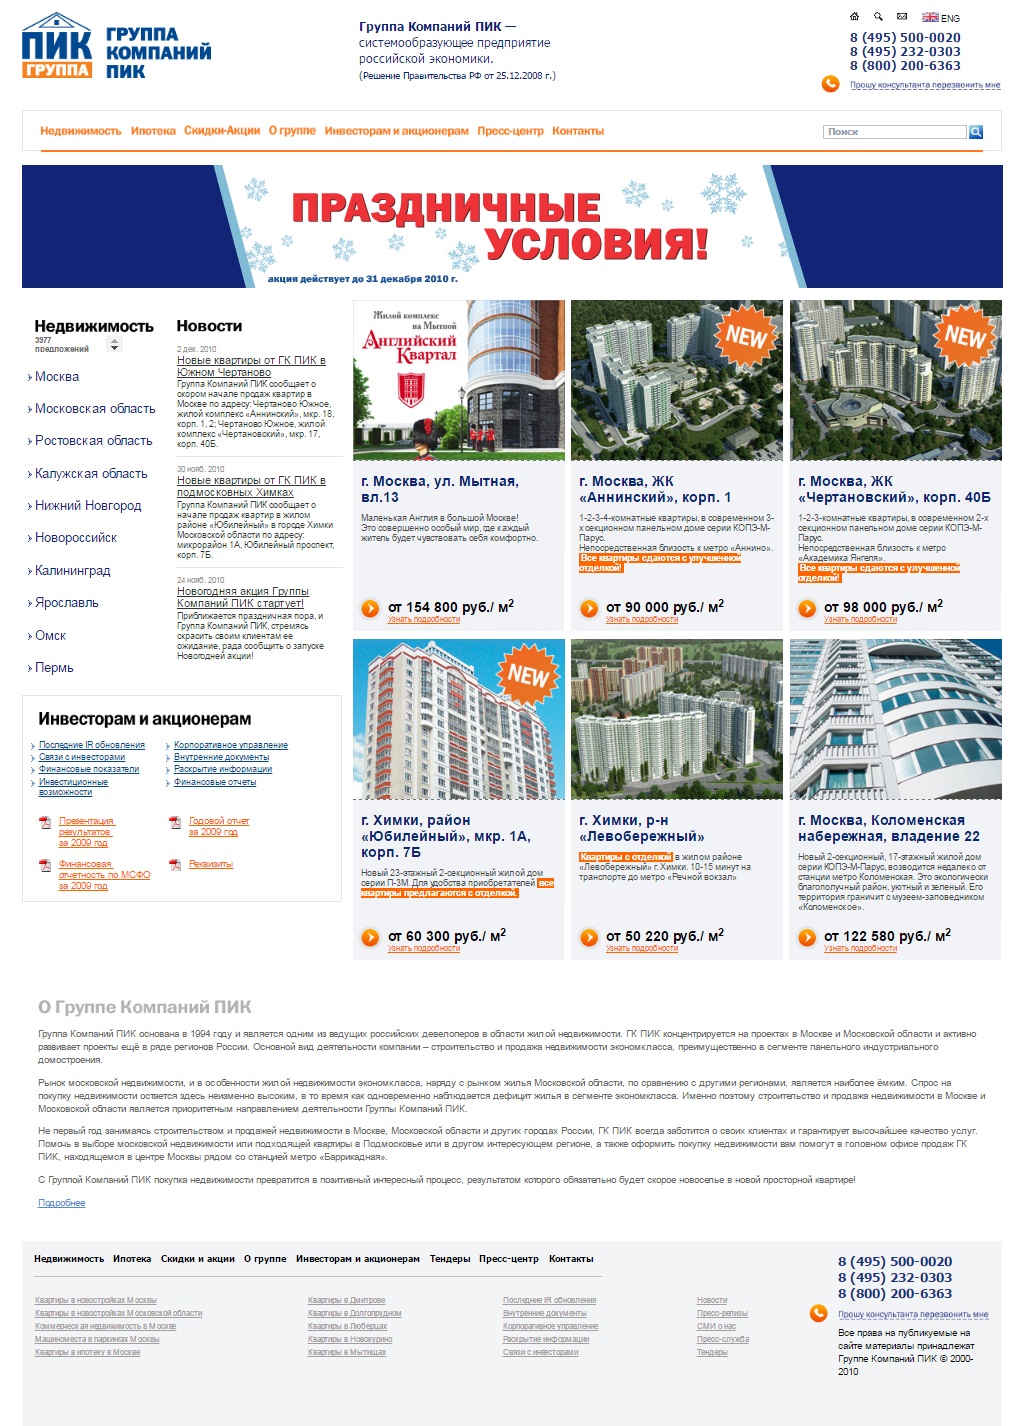 ПИК
ГРУППА
ГРУППА
КОМПАНИЙ
ПИК
Группа Компаний ПИК —
системообразующее предприятие
российской экономики.
(Решение Правительства РФ от 25.12.2008 г.)
ENG
8 (495) 500-0020
8 (495) 232-0303
8 (800) 200-6363
Прошу консультанта перезвонить мне
Недвижимость Ипотека Скидки-Акции О группе Инвесторам и акционерам Пресс-центр Контакты
Поиск
ПРАЗДНИЧНЫЕ
УСЛОВИЯ!
акция действует до 31 декабря 2010 г.
Недвижимость
3977
предложений
Москва
Московская область
Ростовская область
Калужская область
Нижний Новгород
Новороссийск
Калининград
Ярославль
Омск
Пермь
Новости
2 дек. 2010
Новые квартиры от ГК ПИК в
Южном Чертаново
Группа Компаний ПИК сообщает о
скором начале продаж квартир в
Москве по адресу: Чертаново Южное,
жилой комплекс «Аннинский», мкр. 18,
корп. 1, 2; Чертаново Южное, жилой
комплекс «Чертановский», мкр. 17,
корп. 40Б.
30 нояб. 2010
Новые квартиры от ГК ПИК в
подмосковных Химках
Группа Компаний ПИК сообщает о
начале продаж квартир в жилом
районе «Юбилейный» в городе Химки
Московской области по адресу:
микрорайон 1А, Юбилейный проспект,
корп. 7Б.
24 нояб. 2010
Новогодняя акция Группы
Компаний ПИК стартует!
Приближается праздничная пора, и
Группа Компаний ПИК, стремясь
скрасить своим клиентам ее
ожидание, рада сообщить о запуске
Новогодней акции!
Инвесторам и акционерам
Последние IR обновления
Связи с инвесторами
Финансовые показатели
Инвестиционные
возможности
Корпоративное управление
Внутренние документы
Раскрытие информации
Финансовые отчеты
Презентация
результатов
за 2009 год
Годовой отчет
за 2009 год
Финансовая
отчетность по МСФО
за 2009 год
Реквизиты
Жилой комплекс
на Мытной
Английский
Квартал
г. Москва, ул. Мытная,
вл.13
Маленькая Англия в большой Москве!
Это совершенно особый мир, где каждый
житель будет чувствовать себя комфортно.
от 154 800 руб./ м2
Узнать подробности
NEW
г. Москва, ЖК
«Аннинский», корп. 1
1-2-3-4-комнатные квартиры, в современном 3-
х секционном панельном доме серии КОПЭ-М-
Парус.
Непосредственная близость к метро «Аннино».
Все квартиры сдаются с улучшенной
отделкой!
от 90 000 руб./ м2
Узнать подробности
NEW
г. Москва, ЖК
«Чертановский», корп. 40Б
1-2-3-комнатные квартиры, в современном 2-х
секционном панельном доме серии КОПЭ-М-
Парус.
Непосредственная близость к метро
«Академика Янгеля».
Все квартиры сдаются с улучшенной
отделкой!
от 98 000 руб./ м2
Узнать подробности
NEW
г. Химки, район
«Юбилейный», мкр. 1А,
корп. 7Б
Новый 23-этажный 2-секционный жилой дом
серии П-3М. Для удобства приобретателей все
квартиры предлагаются с отделкой.
от 60 300 руб./ м2
Узнать подробности
г. Химки, р-н
«Левобережный»
Квартиры с отделкой в жилом районе
«Левобережный» г. Химки. 10-15 минут на
транспорте до метро «Речной вокзал»
от 50 220 руб./ м2
Узнать подробности
г. Москва, Коломенская
набережная, владение 22
Новый 2-секционный, 17-этажный жилой дом
серии КОПЭ-М-Парус, возводится недалеко от
станции метро Коломенская. Это экологически
благополучный район, уютный и зеленый. Его
территория граничит с музеем-заповедником
«Коломенское».
от 122 580 руб./ м2
Узнать подробности
О Группе Компаний ПИК
Группа Компаний ПИК основана в 1994 году и является одним из ведущих российских девелоперов в области жилой недвижимости. ГК ПИК концентрируется на проектах в Москве и Московской области и активно
развивает проекты ещё в ряде регионов России. Основной вид деятельности компании – строительство и продажа недвижимости экономкласса, преимущественно в сегменте панельного индустриального
домостроения.
Рынок московской недвижимости, и в особенности жилой недвижимости экономкласса, наряду с рынком жилья Московской области, по сравнению с другими регионами, является наиболее ёмким. Спрос на
покупку недвижимости остается здесь неизменно высоким, в то время как одновременно наблюдается дефицит жилья в сегменте экономкласса. Именно поэтому строительство и продажа недвижимости в Москве и
Московской области является приоритетным направлением деятельности Группы Компаний ПИК.
Не первый год занимаясь строительством и продажей недвижимости в Москве, Московской области и других городах России, ГК ПИК всегда заботится о своих клиентах и гарантирует высочайшее качество услуг.
Помочь в выборе московской недвижимости или подходящей квартиры в Подмосковье или в другом интересующем регионе, а также оформить покупку недвижимости вам помогут в головном офисе продаж ГК
ПИК, находящемся в центре Москвы рядом со станцией метро «Баррикадная».
С Группой Компаний ПИК покупка недвижимости превратится в позитивный интересный процесс, результатом которого обязательно будет скорое новоселье в новой просторной квартире!
Подробнее
Недвижимость Ипотека Скидки и акции О группе Инвесторам и акционерам Тендеры Пресс-центр Контакты
Квартиры в новостройках Москвы
Квартиры в новостройках Московской области
Коммерческая недвижимость в Москве
Машиноместа в паркингах Москвы
Квартиры в ипотеку в Москве
Квартиры в Дмитрове
Квартиры в Долгопрудном
Квартиры в Люберцах
Квартиры в Новокурино
Квартиры в Мытищах
Последние IR обновления
Внутренние документы
Корпоративное управление
Раскрытие информации
Связи с инвесторами
Новости
Пресс-релизы
СМИ о нас
Пресс-служба
Тендеры
8 (495) 500-0020
8 (495) 232-0303
8 (800) 200-6363
Прошу консультанта перезвонить мне
Все права на публикуемые на
сайте материалы принадлежат
Группе Компаний ПИК © 2000-
2010